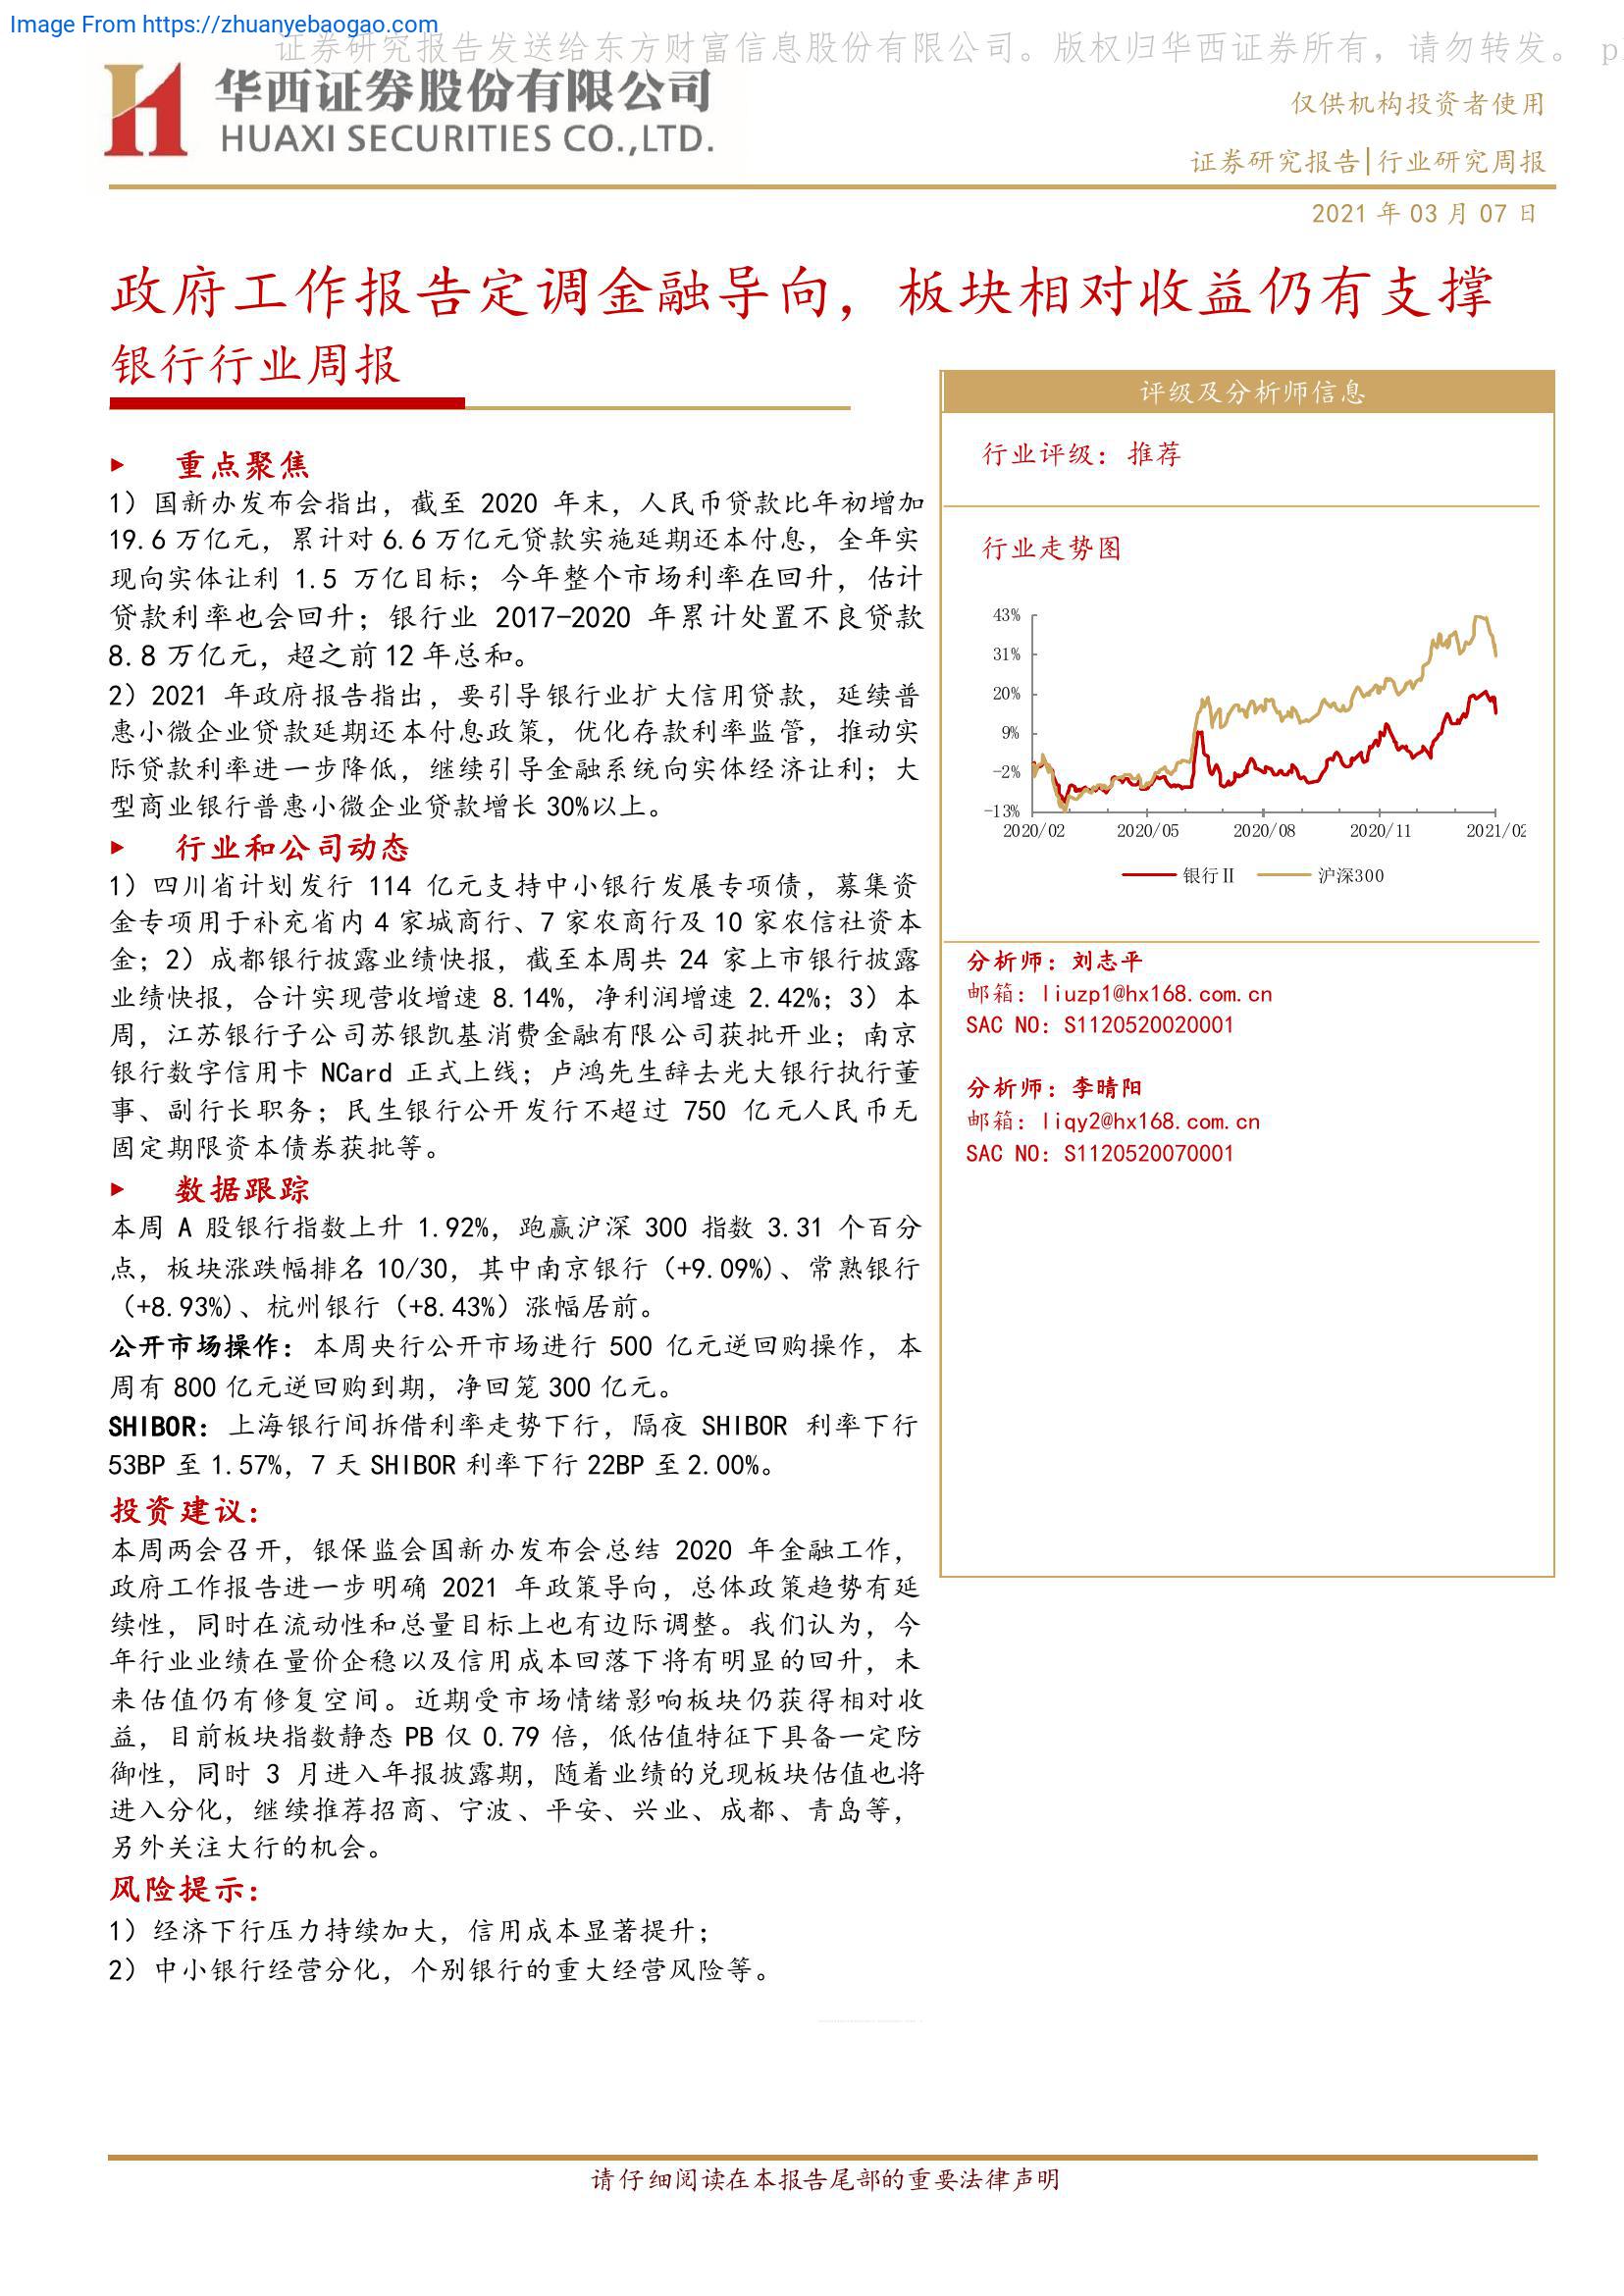 Image From https://zhuanyebaogao.com
证券研究报告发送给东方财富信息股份有限公司。版权归华西证券所有，请勿转发。 p
华西证券股份有限公司
HUAXI SECURITIES CO.,LTD.
仅供机构投资者使用
证券研究报告|行业研究周报
2021 年 03 月 07 日
政府工作报告定调金融导向，板块相对收益仍有支撑
银行行业周报
重点聚焦
1）国新办发布会指出，截至 2020 年末，人民币贷款比年初增加
19.6 万亿元，累计对 6.6 万亿元贷款实施延期还本付息，全年实
现向实体让利 1.5 万亿目标；今年整个市场利率在回升，估计
贷款利率也会回升；银行业 2017-2020 年累计处置不良贷款
8.8 万亿元，超之前 12 年总和。
2）2021 年政府报告指出，要引导银行业扩大信用贷款，延续普
惠小微企业贷款延期还本付息政策，优化存款利率监管，推动实
际贷款利率进一步降低，继续引导金融系统向实体经济让利；大
型商业银行普惠小微企业贷款增长 30%以上。
行业和公司动态
1）四川省计划发行 114 亿元支持中小银行发展专项债，募集资
金专项用于补充省内 4 家城商行、7 家农商行及 10 家农信社资本
金；2）成都银行披露业绩快报，截至本周共 24 家上市银行披露
业绩快报，合计实现营收增速 8.14%，净利润增速 2.42%；3）本
周，江苏银行子公司苏银凯基消费金融有限公司获批开业；南京
银行数字信用卡 NCard 正式上线；卢鸿先生辞去光大银行执行董
事、副行长职务；民生银行公开发行不超过 750 亿元人民币无
固定期限资本债券获批等。
数据跟踪
本周 A 股银行指数上升 1.92%，跑赢沪深 300 指数 3.31 个百分
点，板块涨跌幅排名 10/30，其中南京银行（+9.09%）、常熟银行
（+8.93%）、杭州银行（+8.43%）涨幅居前。
公开市场操作：本周央行公开市场进行 500 亿元逆回购操作，本
周有 800 亿元逆回购到期，净回笼 300 亿元。
SHIBOR：上海银行间拆借利率走势下行，隔夜 SHIBOR 利率下行
53BP 至 1.57%，7 天 SHIBOR 利率下行 22BP 至 2.00%。
投资建议：
本周两会召开，银保监会国新办发布会总结 2020 年金融工作，
政府工作报告进一步明确 2021 年政策导向，总体政策趋势有延
续性，同时在流动性和总量目标上也有边际调整。我们认为，今
年行业业绩在量价企稳以及信用成本回落下将有明显的回升，未
来估值仍有修复空间。近期受市场情绪影响板块仍获得相对收
益，目前板块指数静态 PB 仅 0.79 倍，低估值特征下具备一定防
御性，同时 3 月进入年报披露期，随着业绩的兑现板块估值也将
进入分化，继续推荐招商、宁波、平安、兴业、成都、青岛等，
另外关注大行的机会。
风险提示：
1）经济下行压力持续加大，信用成本显著提升；
2）中小银行经营分化，个别银行的重大经营风险等。
评级及分析师信息
行业评级：推荐
行业走势图
43%
31%
20%
9%
-2%
-13%
2020/02 2020/05 2020/08 2020/11 2021/02
银行Ⅱ 沪深300
分析师：刘志平
邮箱：liuzp1@hx168.com.cn
SAC NO：S1120520020001
分析师：李晴阳
邮箱：liqy2@hx168.com.cn
SAC NO：S1120520070001
请仔细阅读在本报告尾部的重要法律声明